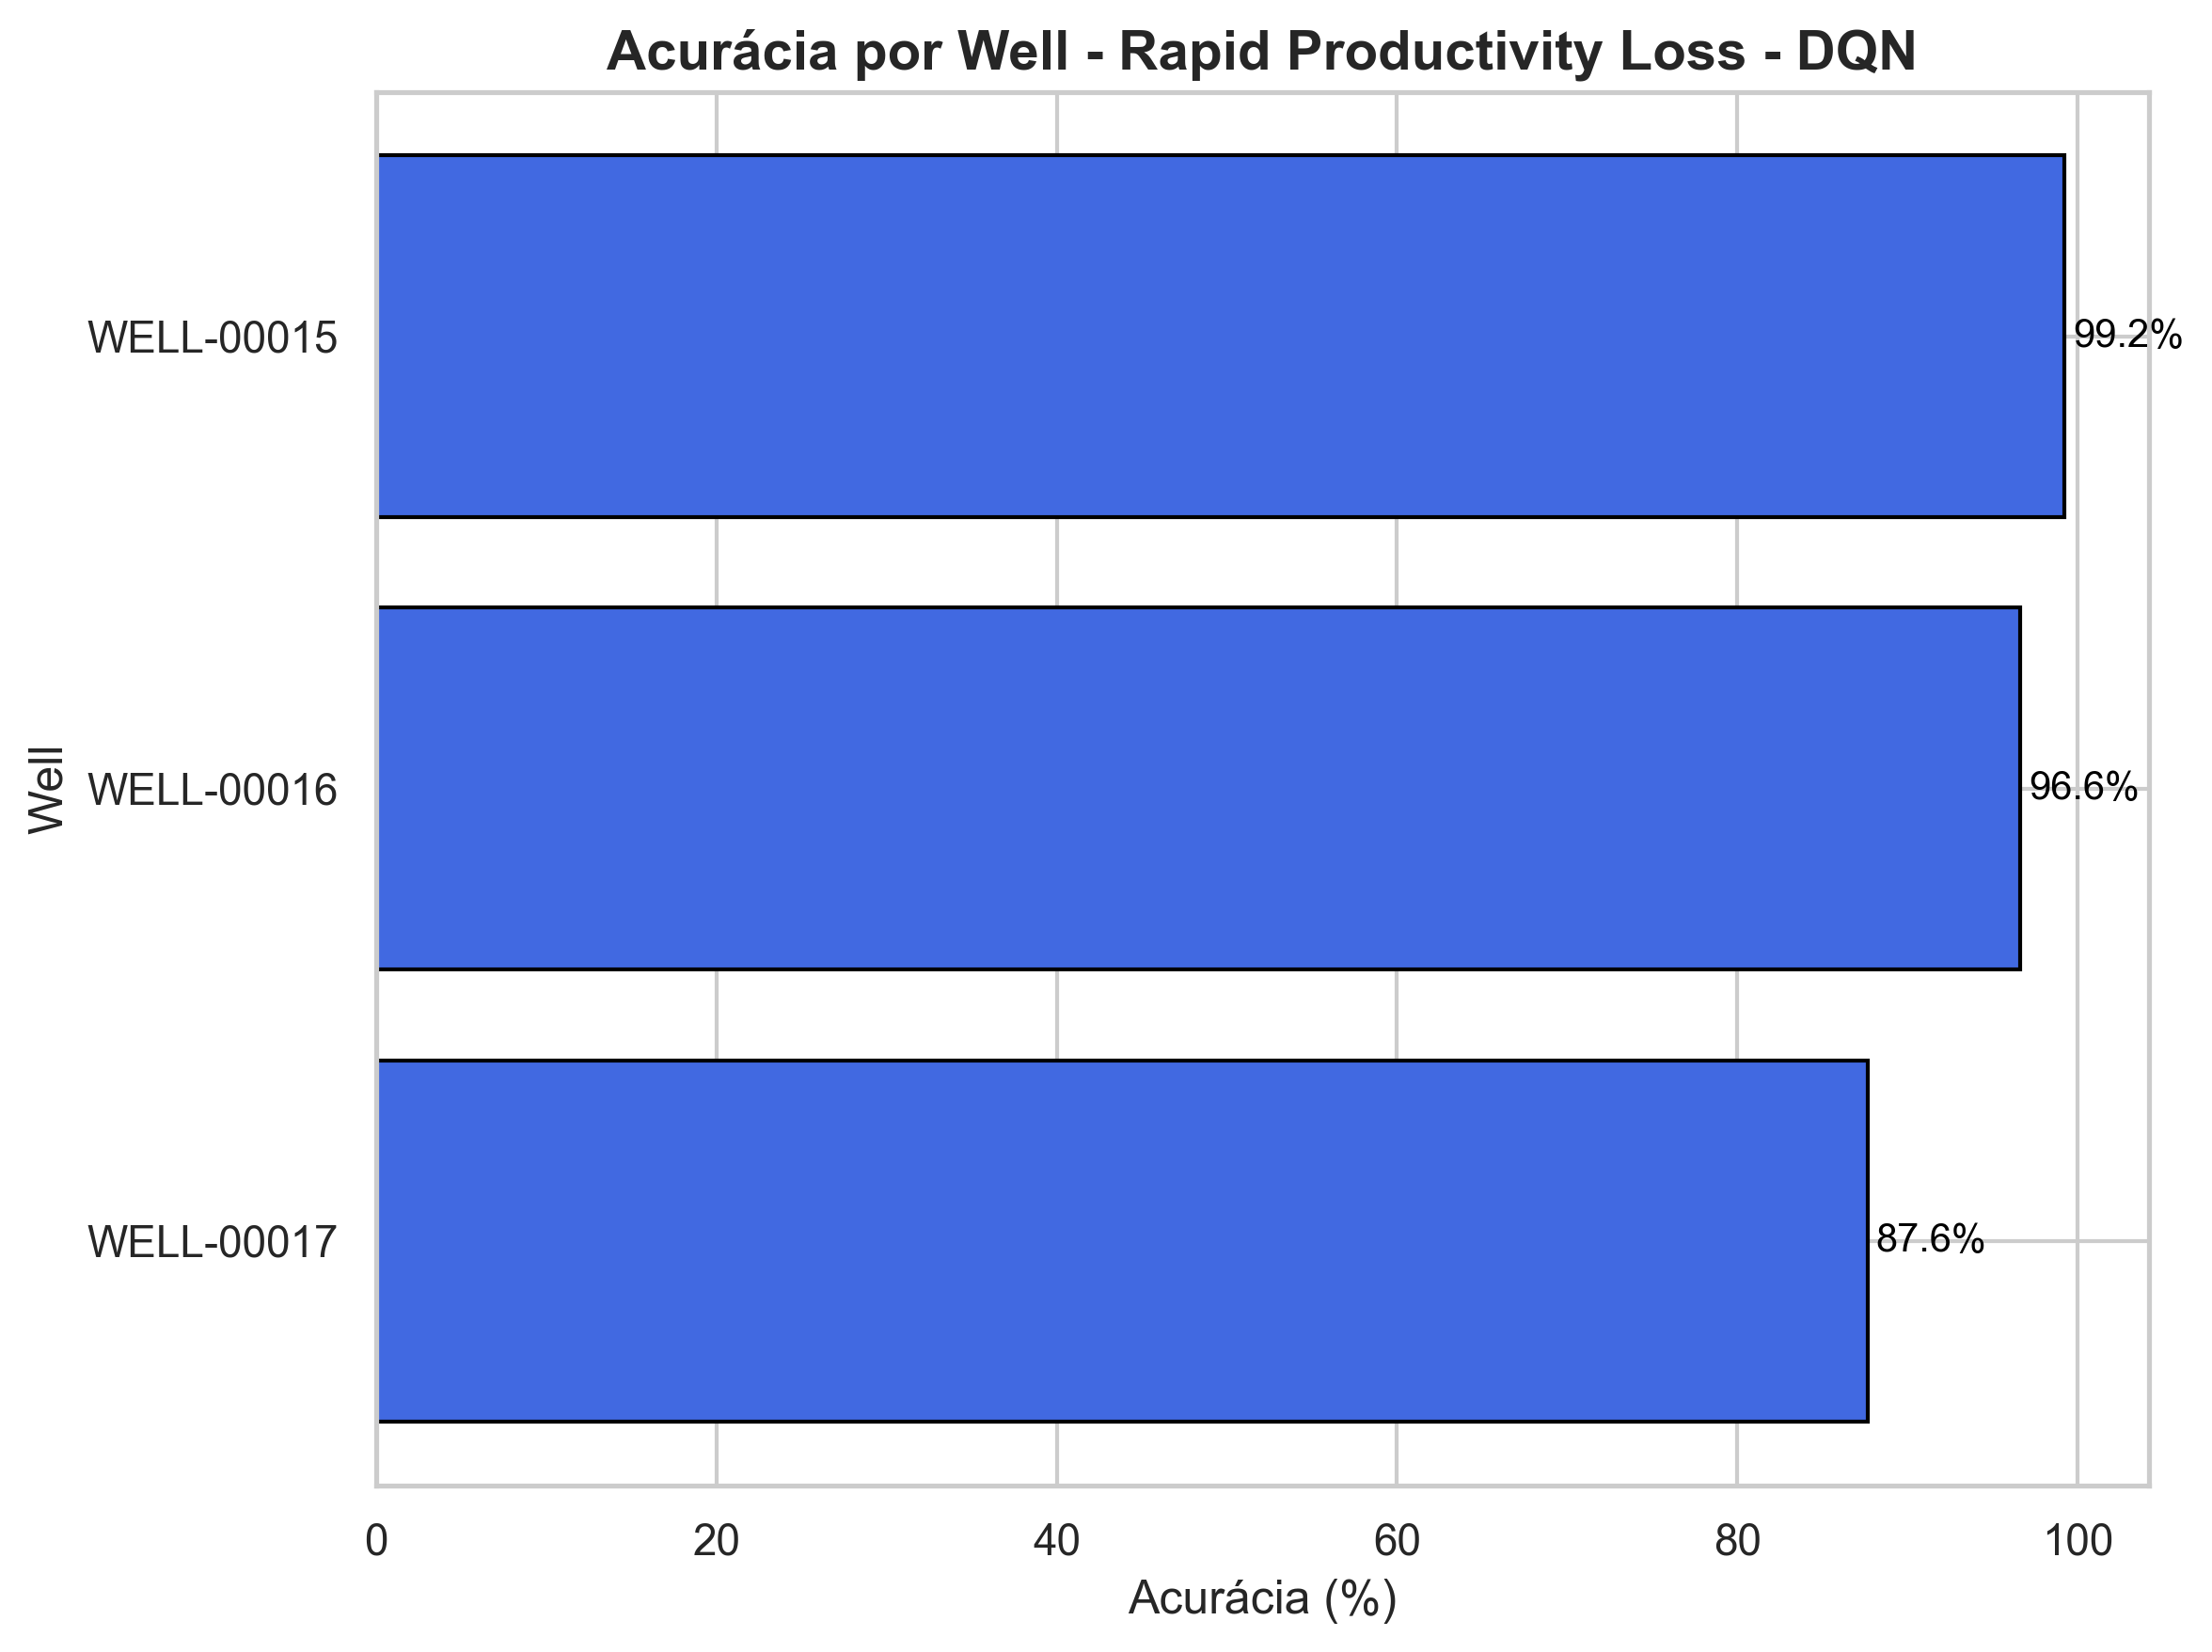 Acurácia por Well - Rapid Productivity Loss - DQN
WELL-00015
99.2%
WELL-00016
96.6%
WELL-00017
87.6%
Well
0
20
40
60
80
100
Acurácia (%)